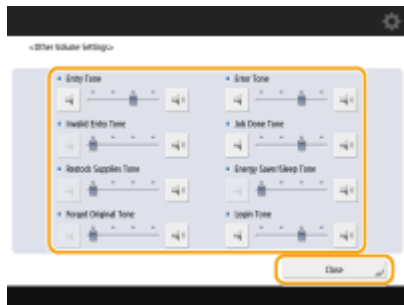 <Other Volume Settings>
Entry Tone
Error Tone
Invalid Entry Tone
Job Done Tone
Restock Supplies Tone
Energy Saver/Sleep Tone
Forgot Original Tone
Login Tone
Close